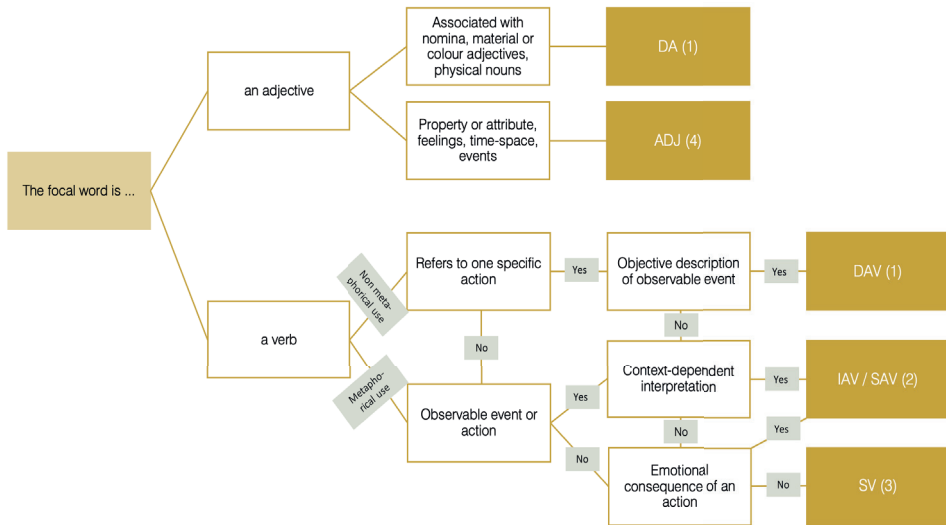 The focal word is ...
an adjective
Associated with
nomina, material or
colour adjectives,
physical nouns
DA (1)
Property or attribute,
feelings, time-space,
events
ADJ (4)
a verb
Non meta-
phorical use
Refers to one specific
action
Yes
Objective description
of observable event
Yes
DAV (1)
No
No
Metapho-
rical use
Observable event or
action
Yes
Context-dependent
interpretation
Yes
IAV / SAV (2)
No
Yes
No
Emotional
consequence of an
action
No
SV (3)